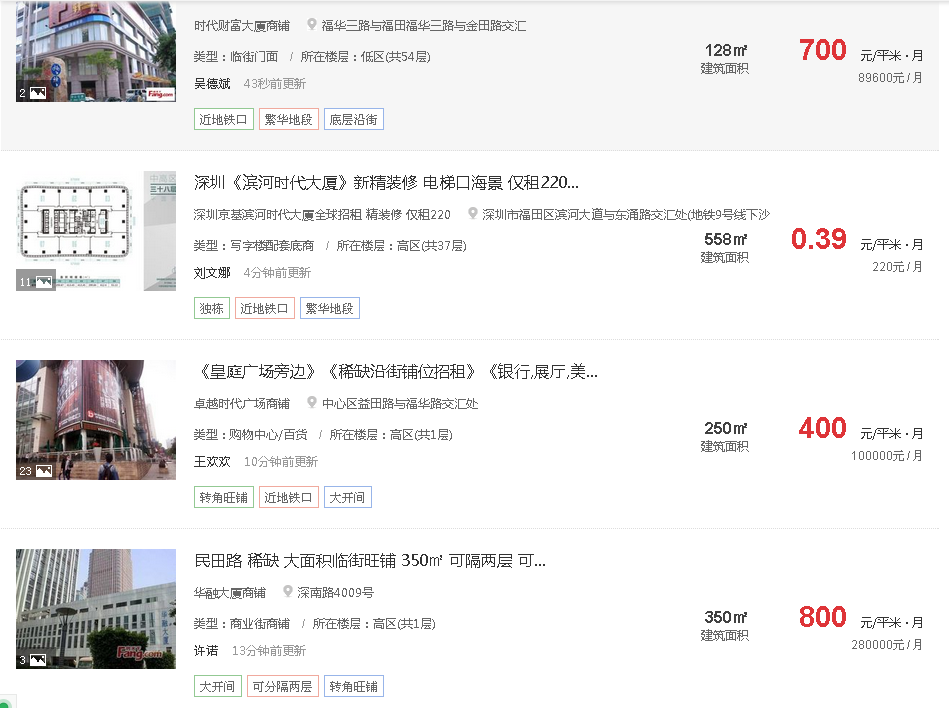 时代财富大厦商铺 福华三路与福田福华三路与金田路交汇
类型：临街门面 / 所在楼层：低区(共54层)
吴德斌 43秒前更新
近地铁口 繁华地段 底层沿街
128㎡
建筑面积
700 元/平米·月
89600元/月
2
Fang.com
深圳《滨河时代大厦》新精装修 电梯口海景 仅租220...
深圳京基滨河时代大厦全球招租 精装修 仅租220 深圳市福田区滨河大道与东涌路交汇处(地铁9号线下沙
类型：写字楼配套底商 / 所在楼层：高区(共37层)
刘文娜 4分钟前更新
独栋 近地铁口 繁华地段
558㎡
建筑面积
0.39 元/平米·月
220元/月
11
《皇庭广场旁边》《稀缺沿街铺位招租》《银行,展厅,美...
卓越时代广场商铺 中心区益田路与福华路交汇处
类型：购物中心/百货 / 所在楼层：高区(共1层)
王欢欢 10分钟前更新
转角旺铺 近地铁口 大开间
250㎡
建筑面积
400 元/平米·月
100000元/月
23
民田路 稀缺 大面积临街旺铺 350㎡ 可隔两层 可...
华融大厦商铺 深南路4009号
类型：商业街商铺 / 所在楼层：高区(共1层)
许诺 13分钟前更新
大开间 可分隔两层 转角旺铺
350㎡
建筑面积
800 元/平米·月
280000元/月
3
Fang.com